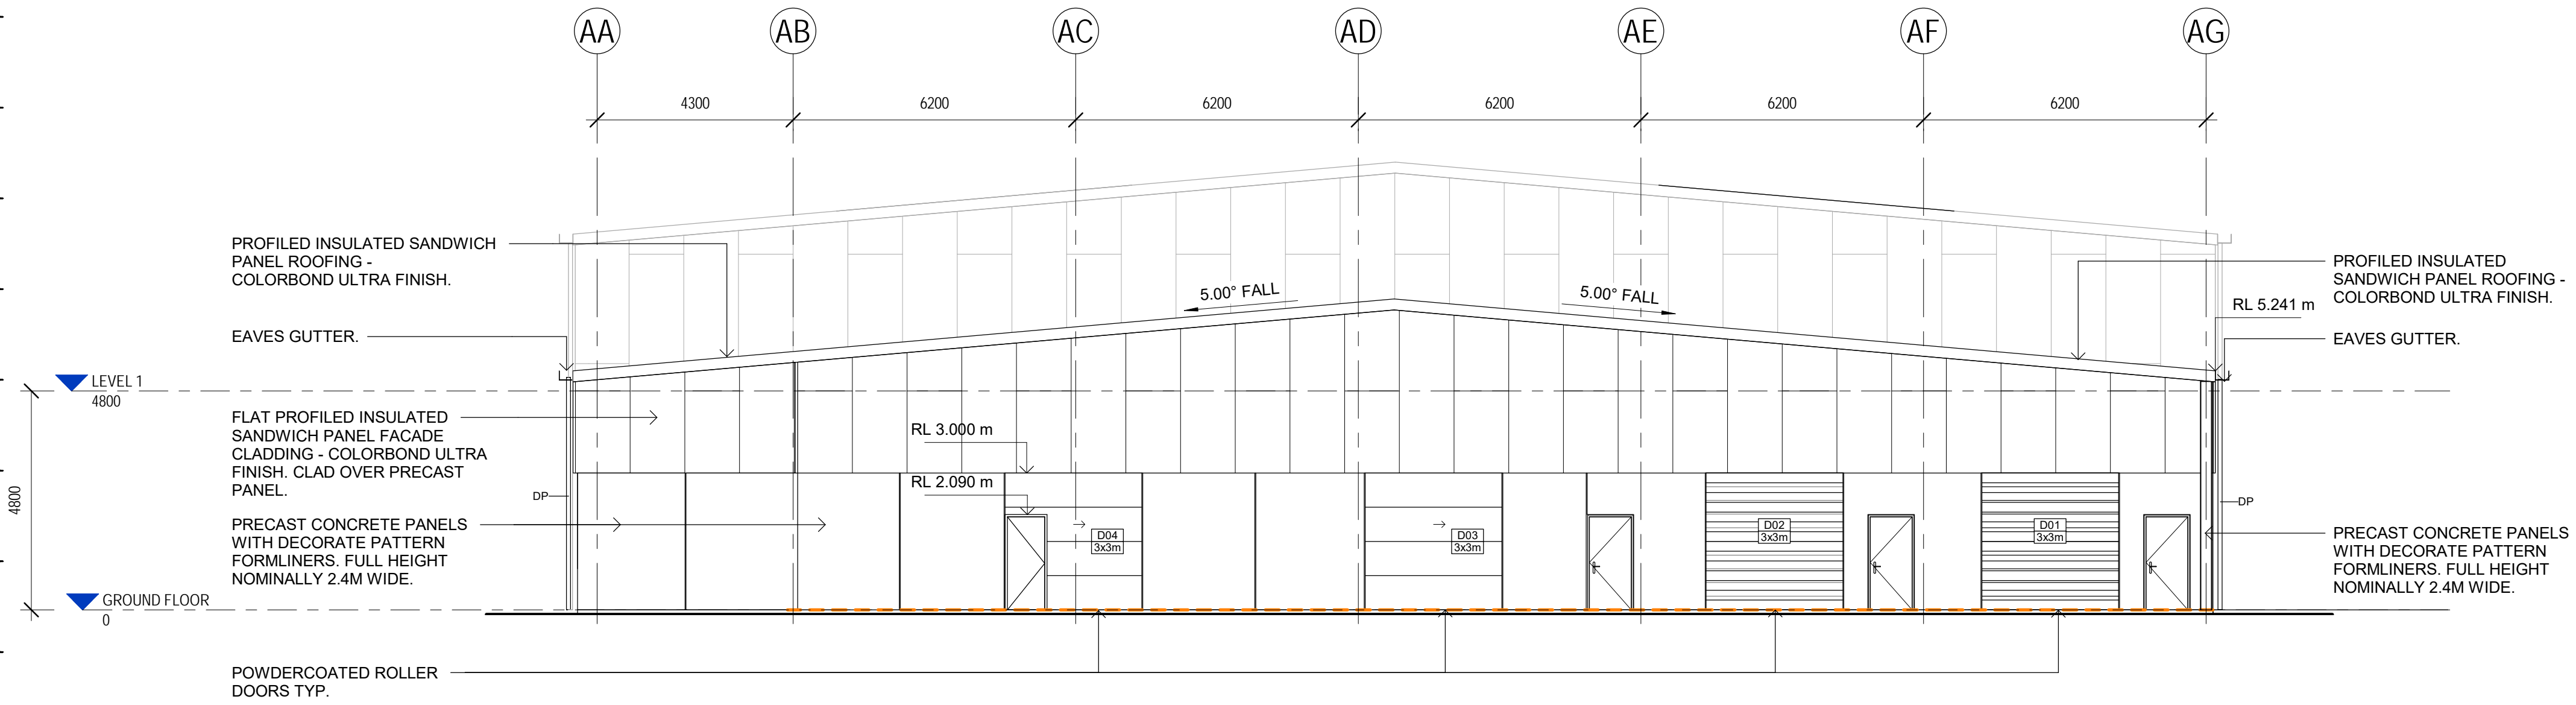 AA
AB
AC
AD
AE
AF
AG
4300
6200
6200
6200
6200
6200
PROFILED INSULATED SANDWICH
PANEL ROOFING -
COLORBOND ULTRA FINISH.
5.00° FALL
5.00° FALL
PROFILED INSULATED
SANDWICH PANEL ROOFING -
COLORBOND ULTRA FINISH.
RL 5.241 m
EAVES GUTTER.
EAVES GUTTER.
LEVEL 1
4800
FLAT PROFILED INSULATED
SANDWICH PANEL FACADE
CLADDING - COLORBOND ULTRA
FINISH. CLAD OVER PRECAST
PANEL.
RL 3.000 m
RL 2.090 m
DP
DP
4800
PRECAST CONCRETE PANELS
WITH DECORATE PATTERN
FORMLINERS. FULL HEIGHT
NOMINALLY 2.4M WIDE.
D04
3x3m
D03
3x3m
D02
3x3m
D01
3x3m
PRECAST CONCRETE PANELS
WITH DECORATE PATTERN
FORMLINERS. FULL HEIGHT
NOMINALLY 2.4M WIDE.
GROUND FLOOR
0
POWDERCOATED ROLLER
DOORS TYP.